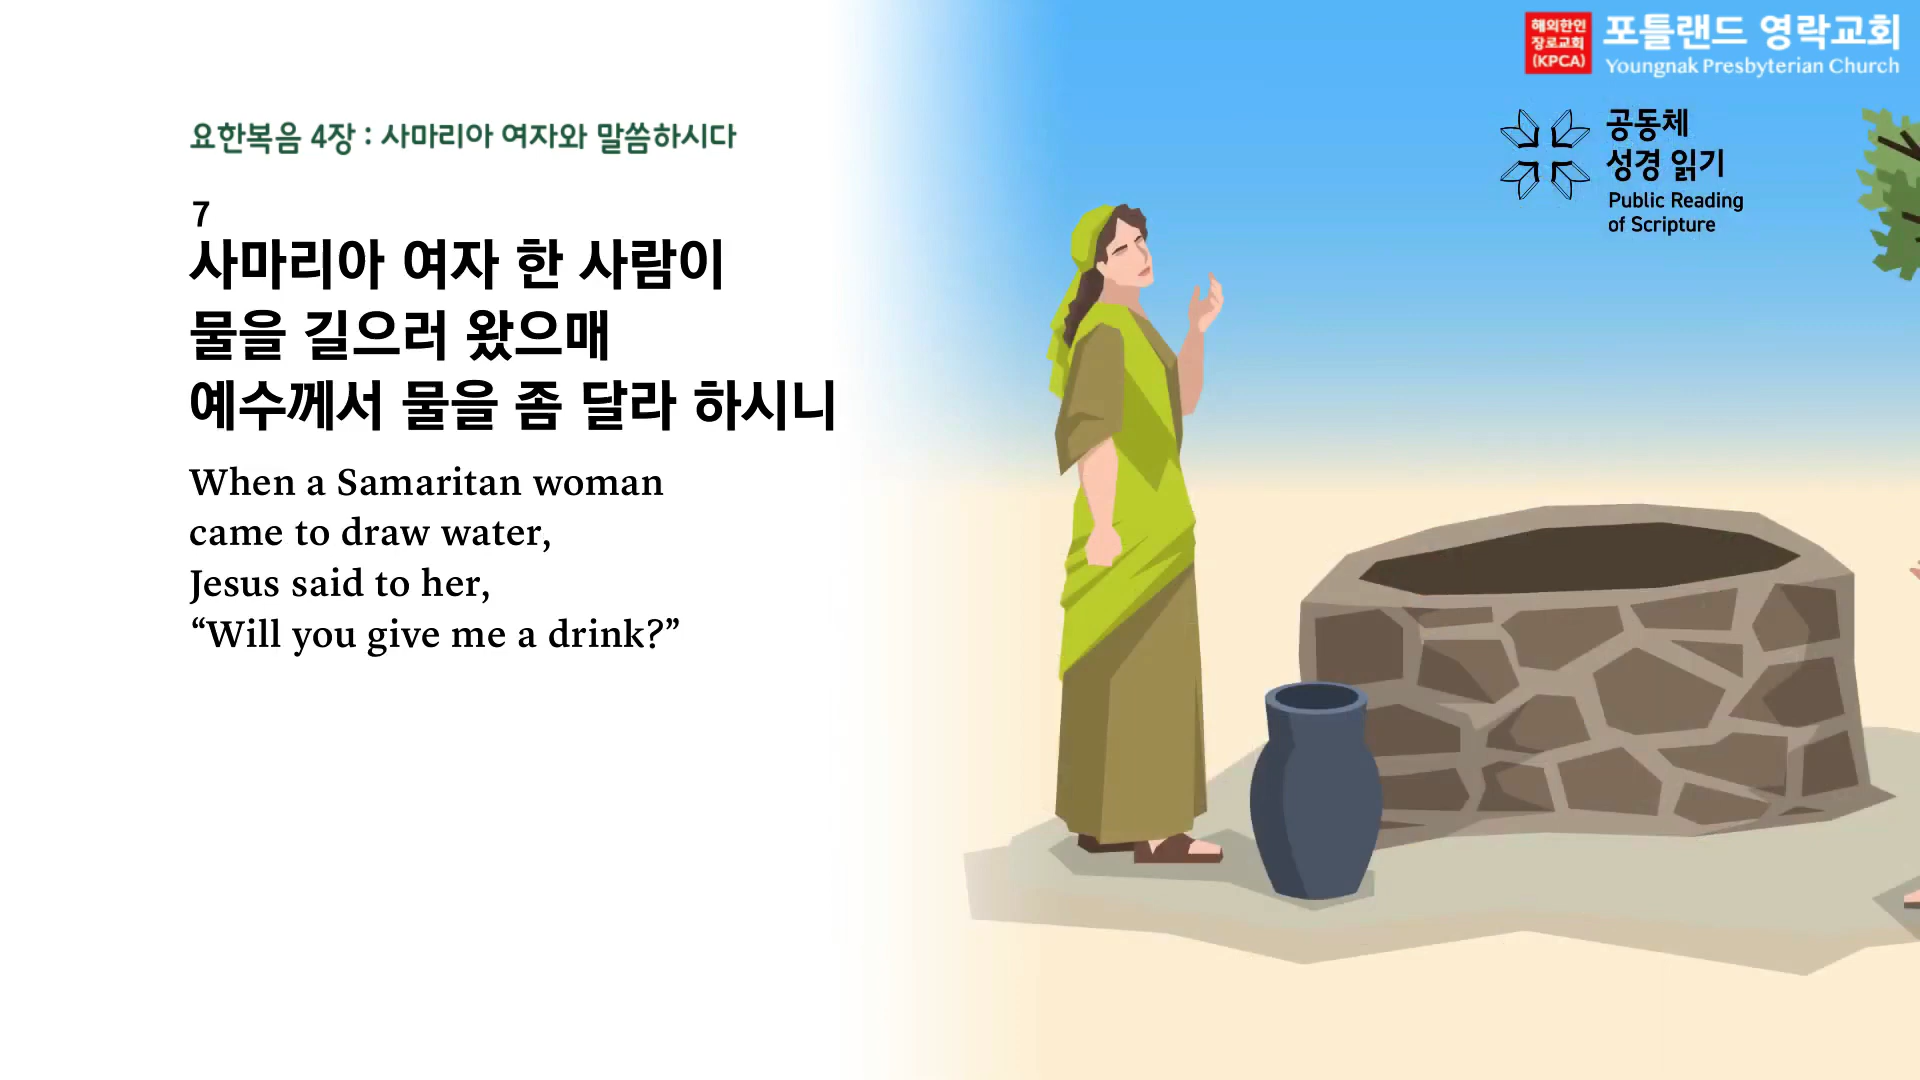 해외한인
장로교회
(KPCA)
포틀랜드 영락교회
Youngnak Presbyterian Church
공동체
성경 읽기
Public Reading
of Scripture
요한복음 4장 : 사마리아 여자와 말씀하시다
7
사마리아 여자 한 사람이
물을 길으러 왔으매
예수께서 물을 좀 달라 하시니
When a Samaritan woman
came to draw water,
Jesus said to her,
“Will you give me a drink?”